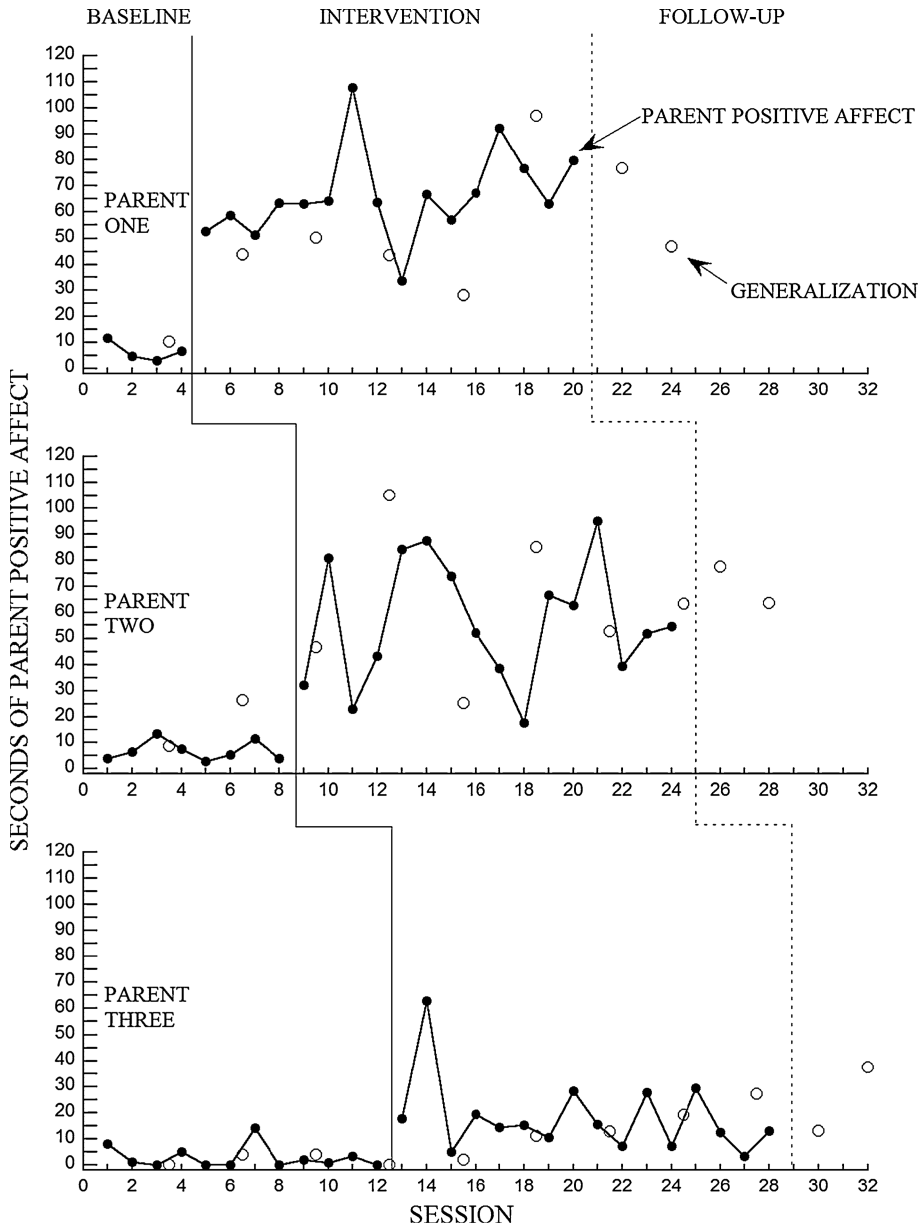 BASELINE INTERVENTION FOLLOW-UP
120
110
100
90
80
70
60
50
40
30
20
10
0
PARENT POSITIVE AFFECT
PARENT
ONE
GENERALIZATION
0 2 4 6 8 10 12 14 16 18 20 22 24 26 28 30 32
SECONDS OF PARENT POSITIVE AFFECT
120
110
100
90
80
70
60
50
40
30
20
10
0
PARENT
TWO
0 2 4 6 8 10 12 14 16 18 20 22 24 26 28 30 32
120
110
100
90
80
70
60
50
40
30
20
10
0
PARENT
THREE
0 2 4 6 8 10 12 14 16 18 20 22 24 26 28 30 32
SESSION